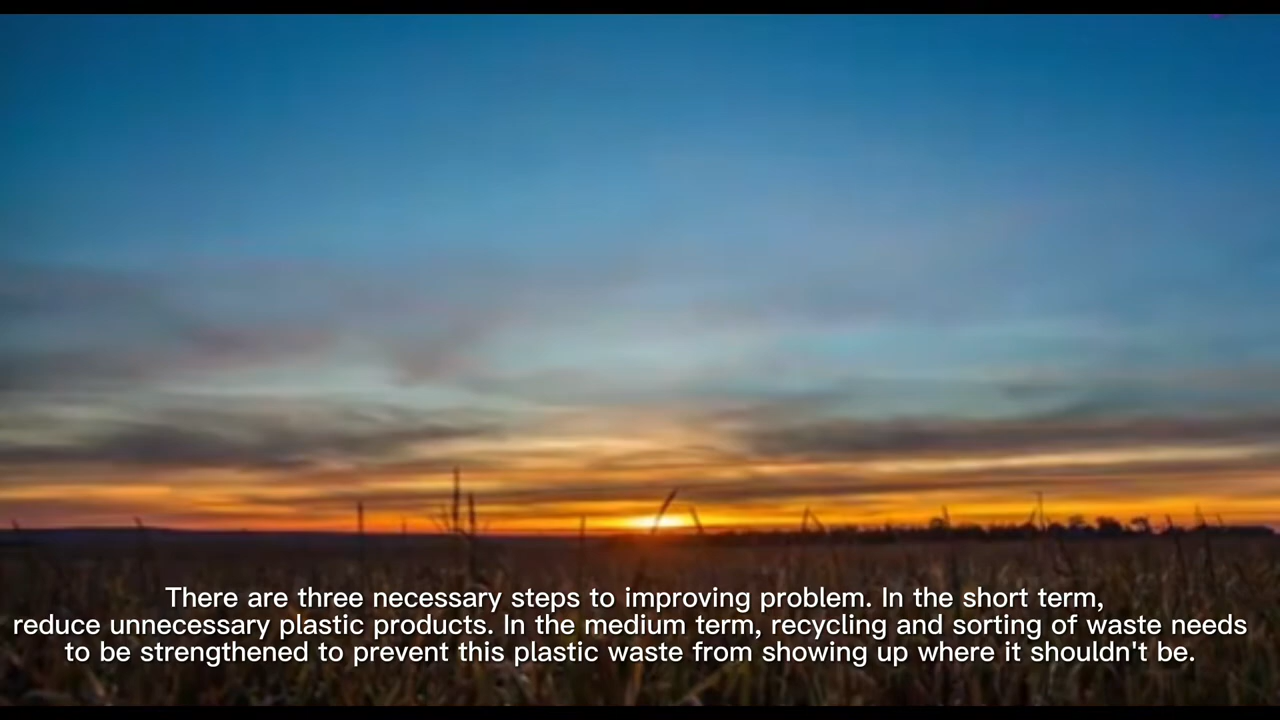 There are three necessary steps to improving problem. In the short term,
reduce unnecessary plastic products. In the medium term, recycling and sorting of waste needs
to be strengthened to prevent this plastic waste from showing up where it shouldn't be.